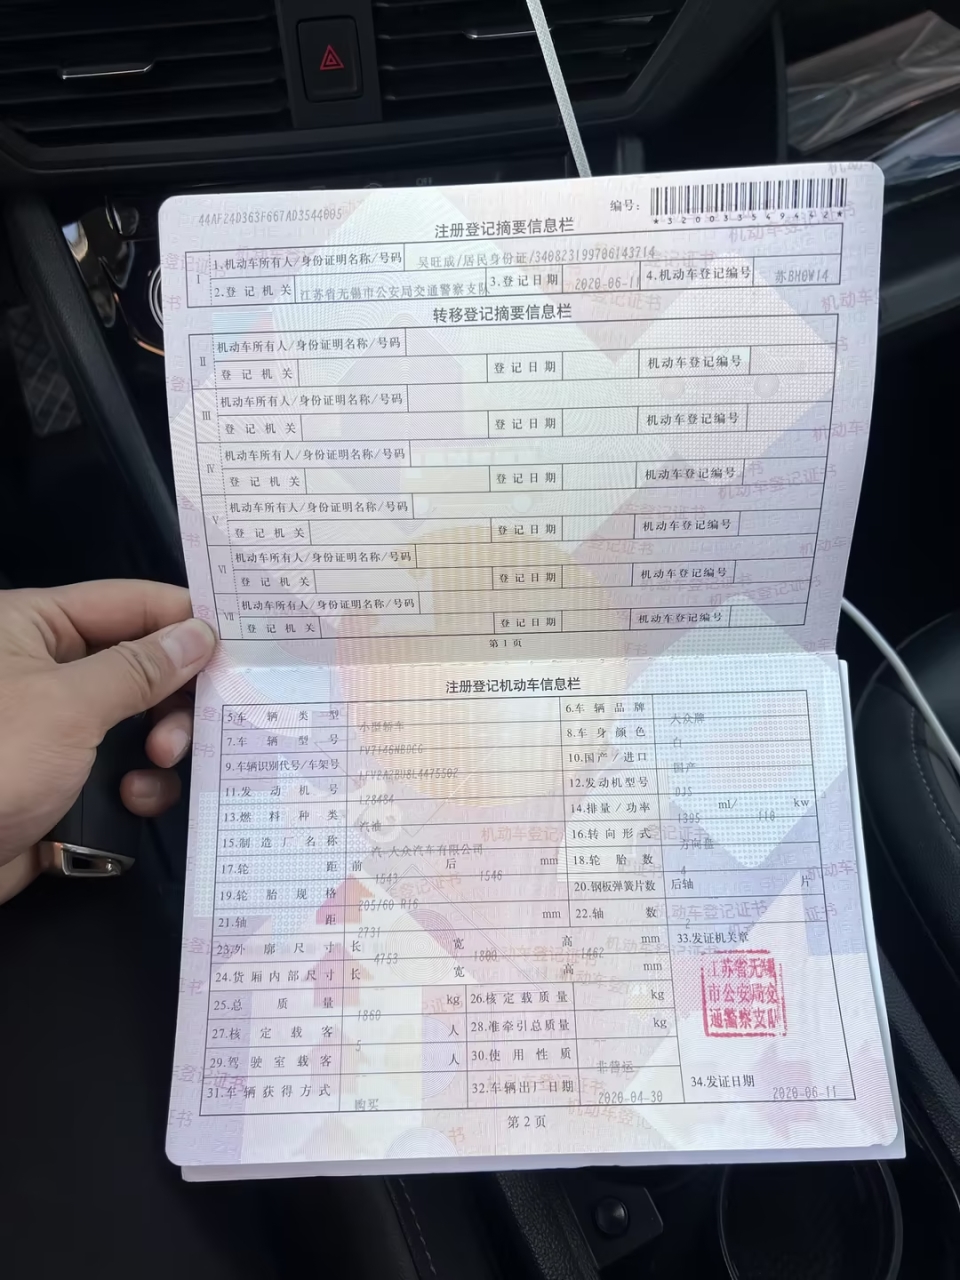 44AF24D363F667AD3544005
编号:
*320033549442*
注册登记摘要信息栏
I 1.机动车所有人/身份证明名称/号码 吴旺成/居民身份证/340823199706143714
2.登记机关 江苏省无锡市公安局交通警察支队 3.登记日期 2020-06-11 4.机动车登记编号 苏BH0W14
转移登记摘要信息栏
II 机动车所有人/身份证明名称/号码
登记机关 登记日期 机动车登记编号
III 机动车所有人/身份证明名称/号码
登记机关 登记日期 机动车登记编号
IV 机动车所有人/身份证明名称/号码
登记机关 登记日期 机动车登记编号
V 机动车所有人/身份证明名称/号码
登记机关 登记日期 机动车登记编号
VI 机动车所有人/身份证明名称/号码
登记机关 登记日期 机动车登记编号
VII 机动车所有人/身份证明名称/号码
登记机关 登记日期 机动车登记编号
第1页
注册登记机动车信息栏
5.车辆类型 小型轿车 6.车辆品牌 大众牌
7.车辆型号 8.车身颜色 白
9.车辆识别代号/车架号 10.国产/进口 国产
11.发动机号 L28484 12.发动机型号 DJS
13.燃料种类 汽油 14.排量/功率 1395 ml/ 110 kw
15.制造厂名称 一汽-大众汽车有限公司 16.转向形式 方向盘
17.轮距 前 1543 后 1546 mm 18.轮胎数 4
19.轮胎规格 205/60 R16 20.钢板弹簧片数 后轴 片
21.轴距 2731 mm 22.轴数 2
23.外廓尺寸 长 4753 宽 1800 高 1462 mm 33.发证机关章
24.货厢内部尺寸 长 宽 高 mm
江苏省无锡
市公安局交
通警察支队
25.总质量 1860 kg 26.核定载质量 kg
27.核定载客 5 人 28.准牵引总质量 kg
29.驾驶室载客 人 30.使用性质 非营运
31.车辆获得方式 购买 32.车辆出厂日期 2020-04-30 34.发证日期 2020-06-11
第2页